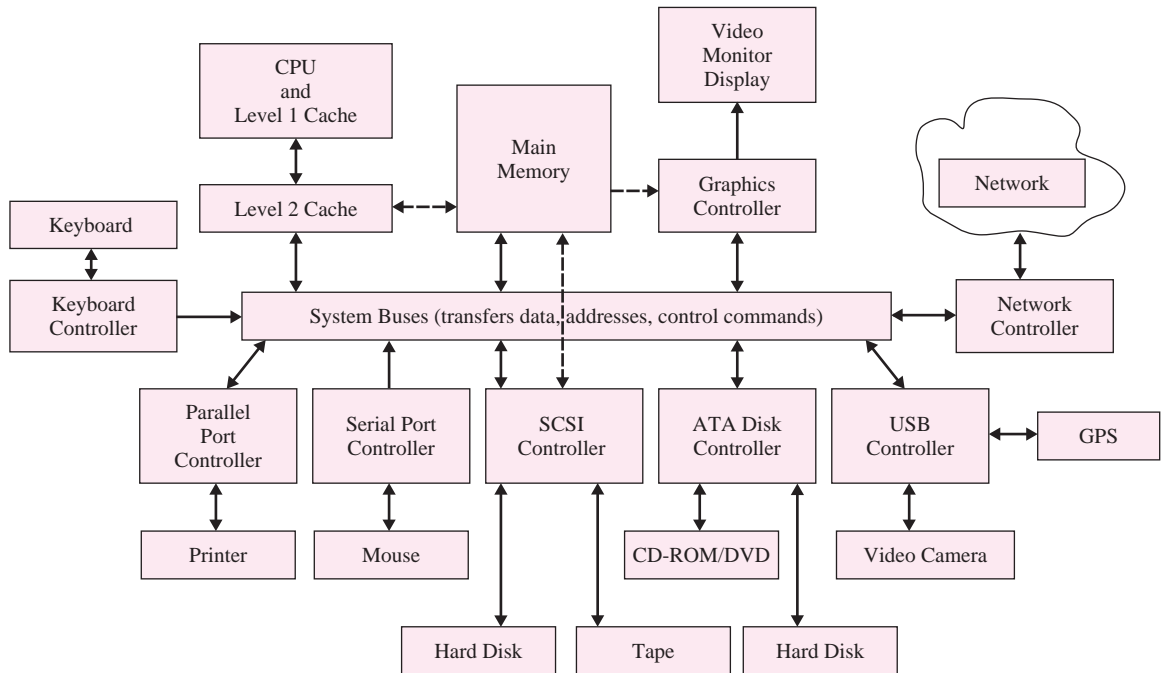 CPU
and
Level 1 Cache
Main
Memory
Video
Monitor
Display
Network
Level 2 Cache
Graphics
Controller
Keyboard
Keyboard
Controller
System Buses (transfers data, addresses, control commands)
Network
Controller
Parallel
Port
Controller
Serial Port
Controller
SCSI
Controller
ATA Disk
Controller
USB
Controller
GPS
Printer
Mouse
CD-ROM/DVD
Video Camera
Hard Disk
Tape
Hard Disk